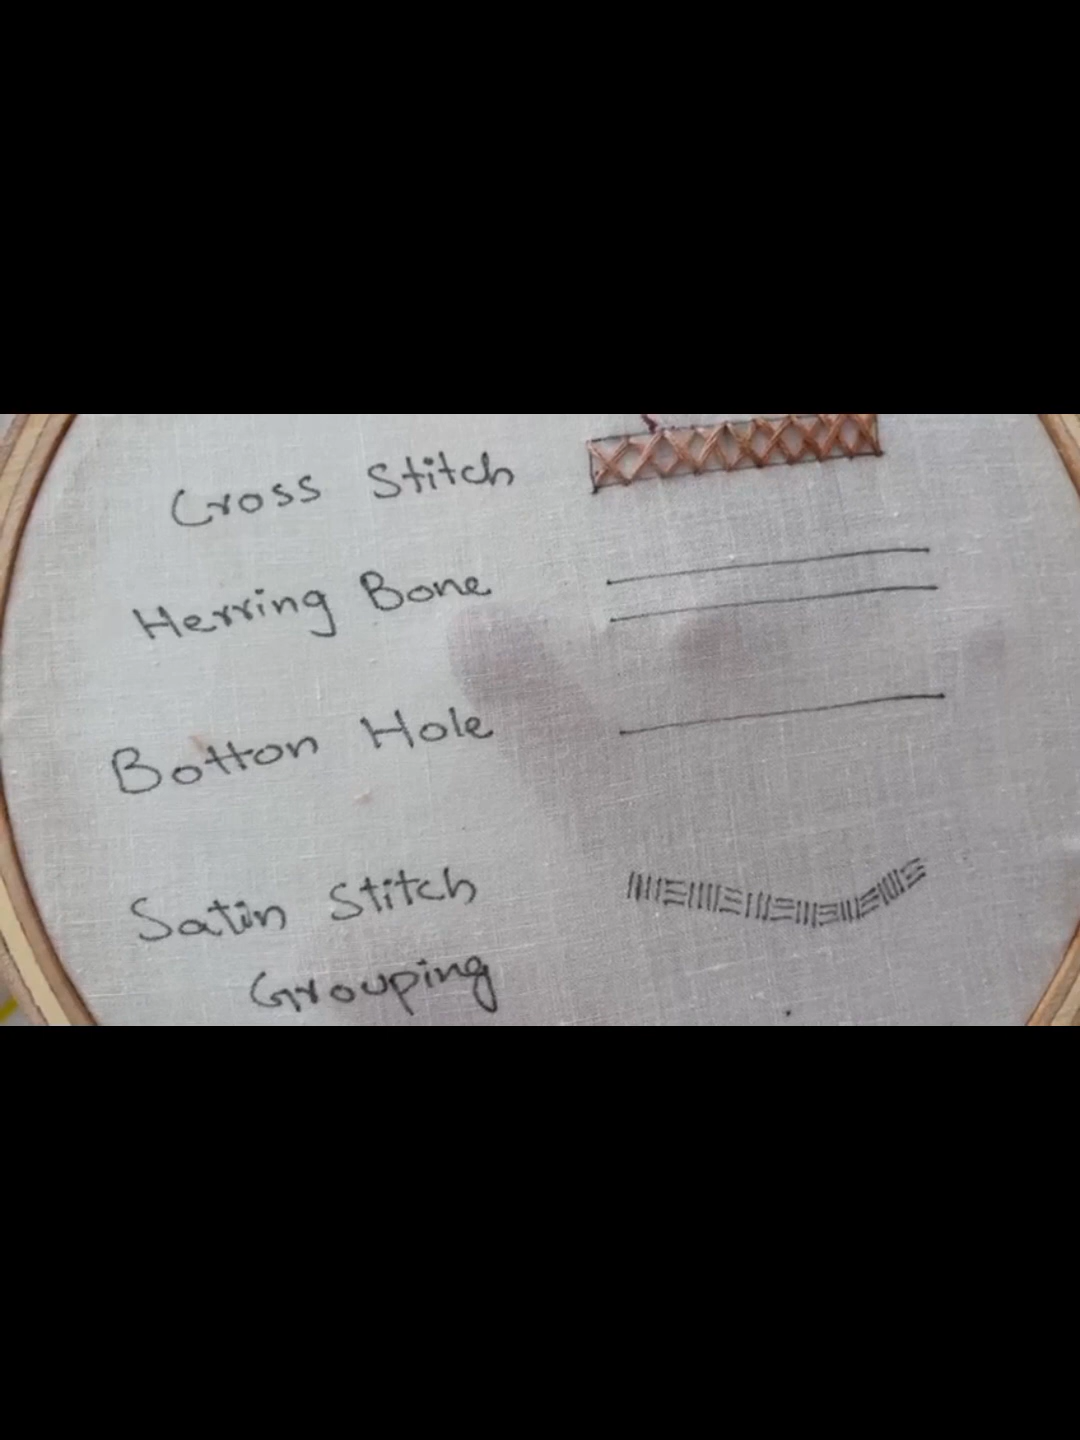 Cross Stitch
Herring Bone
Botton Hole
Satin Stitch
Grouping